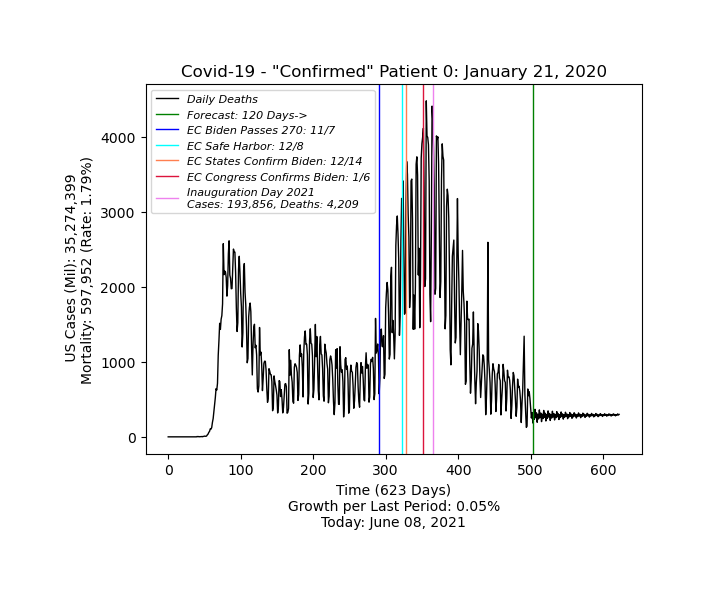 Covid-19 - "Confirmed" Patient 0: January 21, 2020
Daily Deaths
Forecast: 120 Days->
EC Biden Passes 270: 11/7
EC Safe Harbor: 12/8
EC States Confirm Biden: 12/14
EC Congress Confirms Biden: 1/6
Inauguration Day 2021
Cases: 193,856, Deaths: 4,209
US Cases (Mil): 35,274,399
Mortality: 597,952 (Rate: 1.79%)
4000
3000
2000
1000
0
0 100 200 300 400 500 600
Time (623 Days)
Growth per Last Period: 0.05%
Today: June 08, 2021